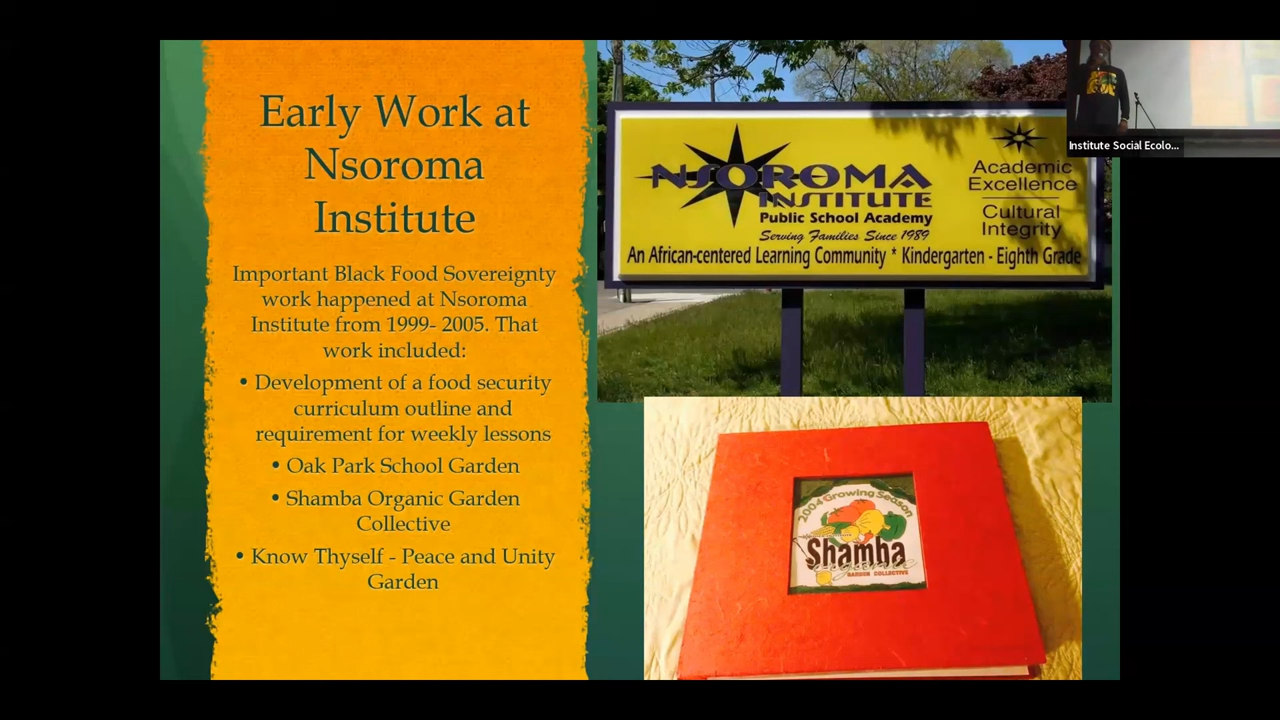 Early Work at
Nsoroma
Institute
Important Black Food Sovereignty
work happened at Nsoroma
Institute from 1999- 2005. That
work included:
• Development of a food security
curriculum outline and
requirement for weekly lessons
• Oak Park School Garden
• Shamba Organic Garden
Collective
• Know Thyself - Peace and Unity
Garden
NSOROMA
INSTITUTE
Public School Academy
Serving Families Since 1989
An African-centered Learning Community * Kindergarten - Eighth Grade
Academic
Excellence
Cultural
Integrity
Institute Social Ecolo...
2004 Growing Season
Shamba
organic
GARDEN COLLECTIVE